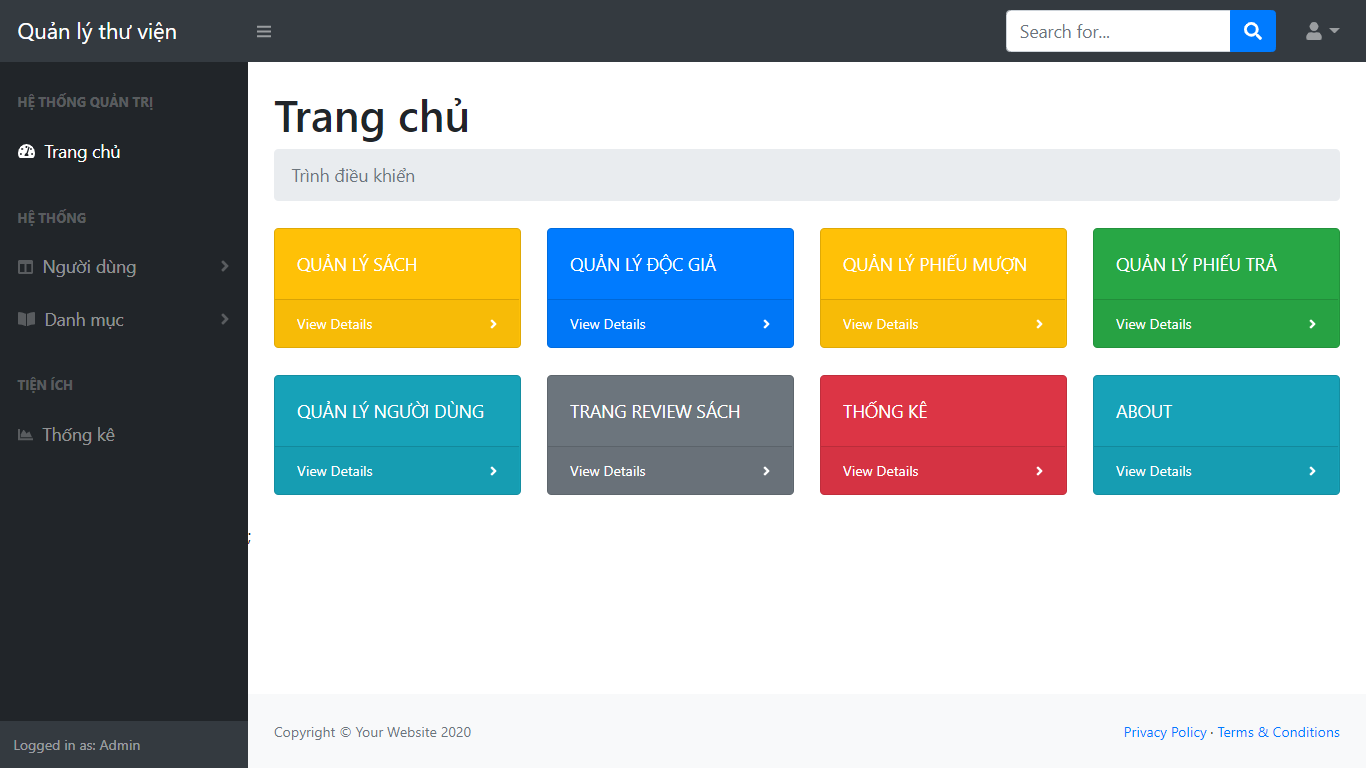 Quản lý thư viện
Search for...
HỆ THỐNG QUẢN TRỊ
Trang chủ
HỆ THỐNG
Người dùng
Danh mục
TIỆN ÍCH
Thống kê
Logged in as: Admin
Trang chủ
Trình điều khiển
QUẢN LÝ SÁCH
View Details
QUẢN LÝ ĐỘC GIẢ
View Details
QUẢN LÝ PHIẾU MƯỢN
View Details
QUẢN LÝ PHIẾU TRẢ
View Details
QUẢN LÝ NGƯỜI DÙNG
View Details
TRANG REVIEW SÁCH
View Details
THỐNG KÊ
View Details
ABOUT
View Details
;
Copyright © Your Website 2020
Privacy Policy · Terms & Conditions